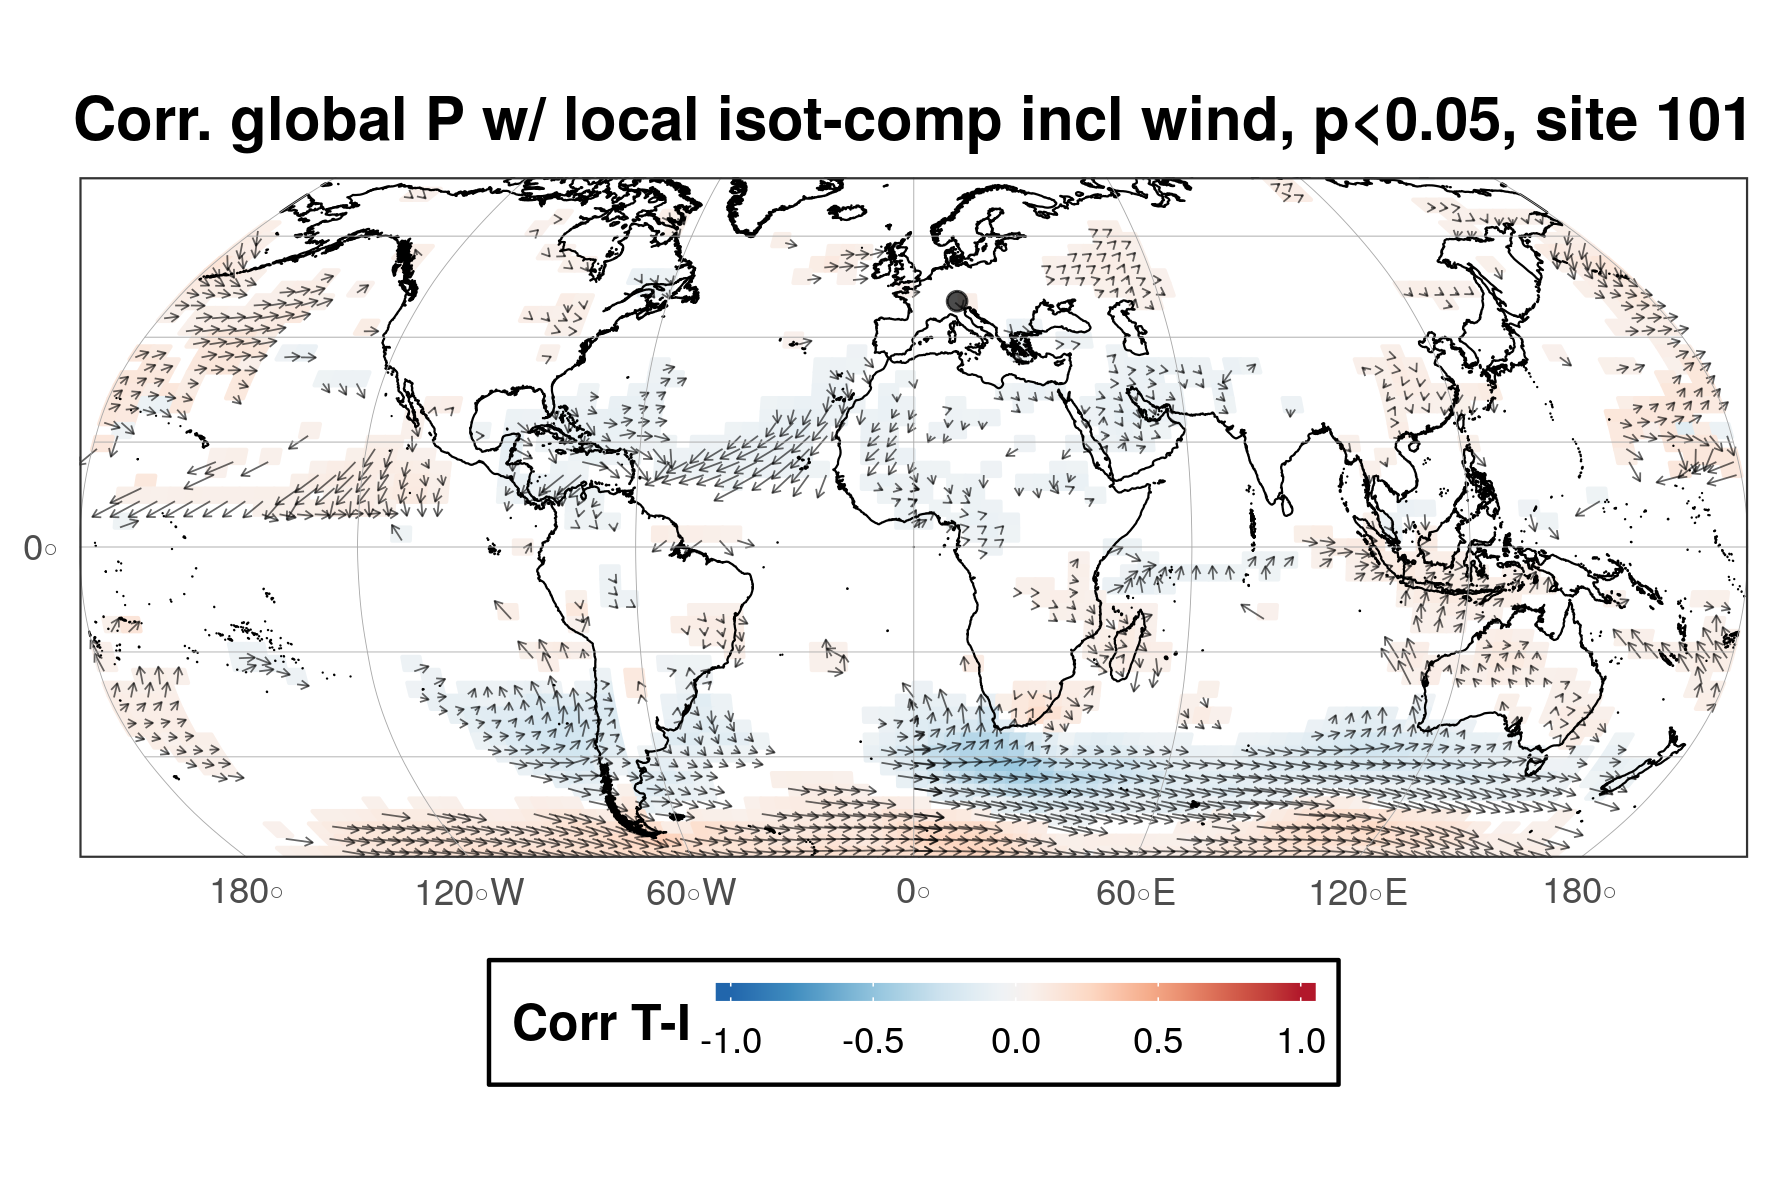 Corr. global P w/ local isot-comp incl wind, p<0.05, site 101
0○
180○ 120○W 60○W 0○ 60○E 120○E 180○
Corr T-I
-1.0 -0.5 0.0 0.5 1.0